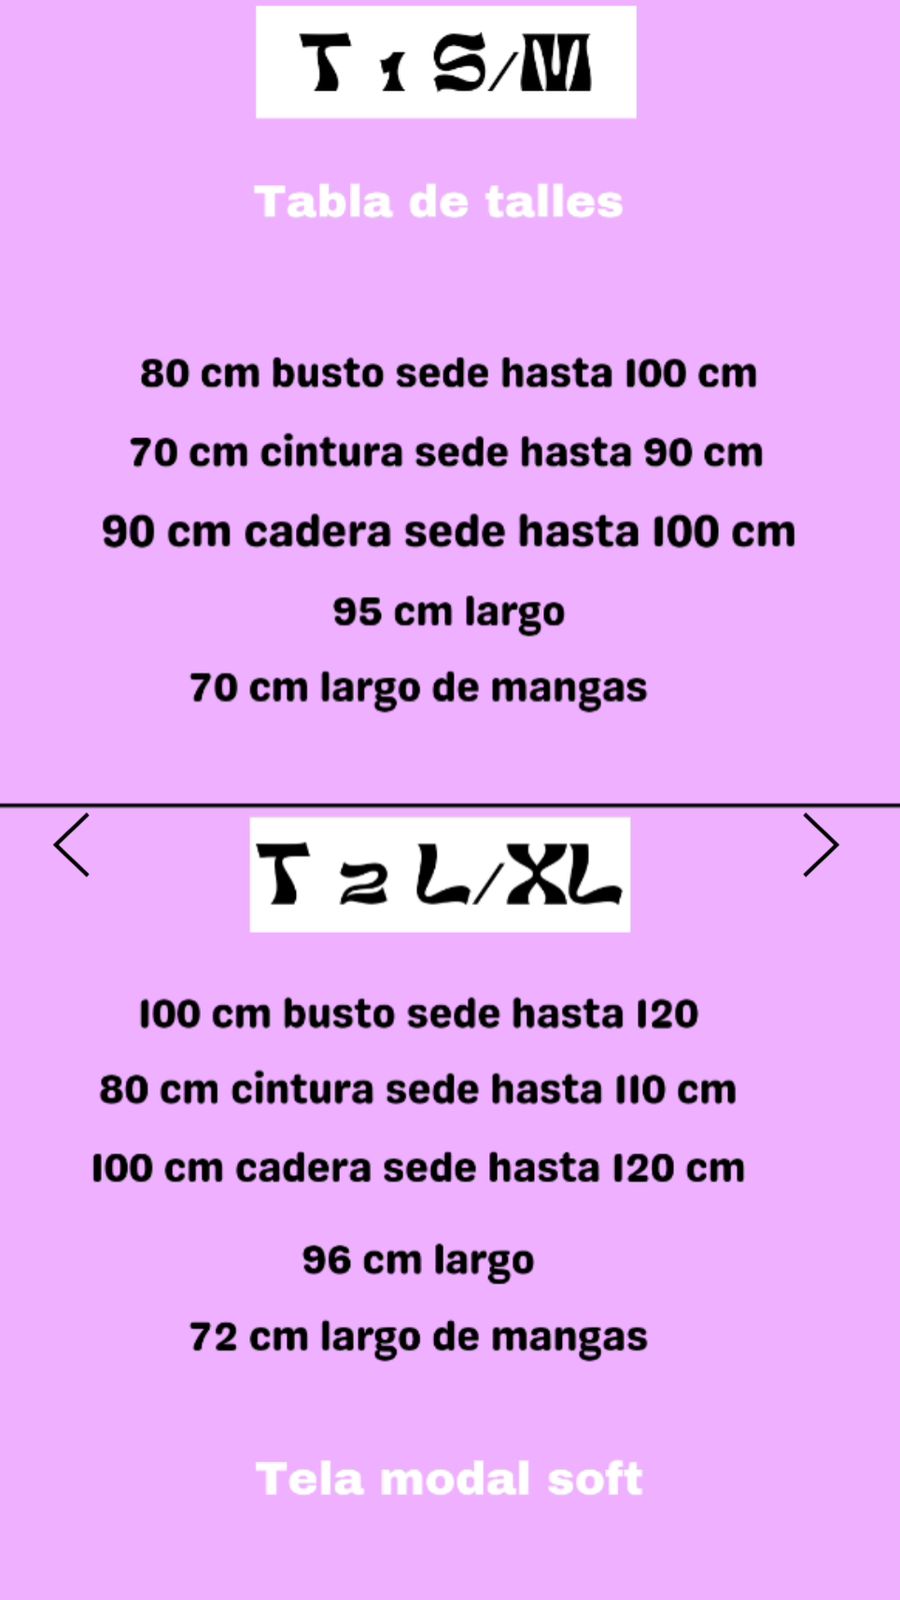 T 1 S/M
Tabla de talles
80 cm busto sede hasta 100 cm
70 cm cintura sede hasta 90 cm
90 cm cadera sede hasta 100 cm
95 cm largo
70 cm largo de mangas
T 2 L/XL
100 cm busto sede hasta 120
80 cm cintura sede hasta 110 cm
100 cm cadera sede hasta 120 cm
96 cm largo
72 cm largo de mangas
Tela modal soft